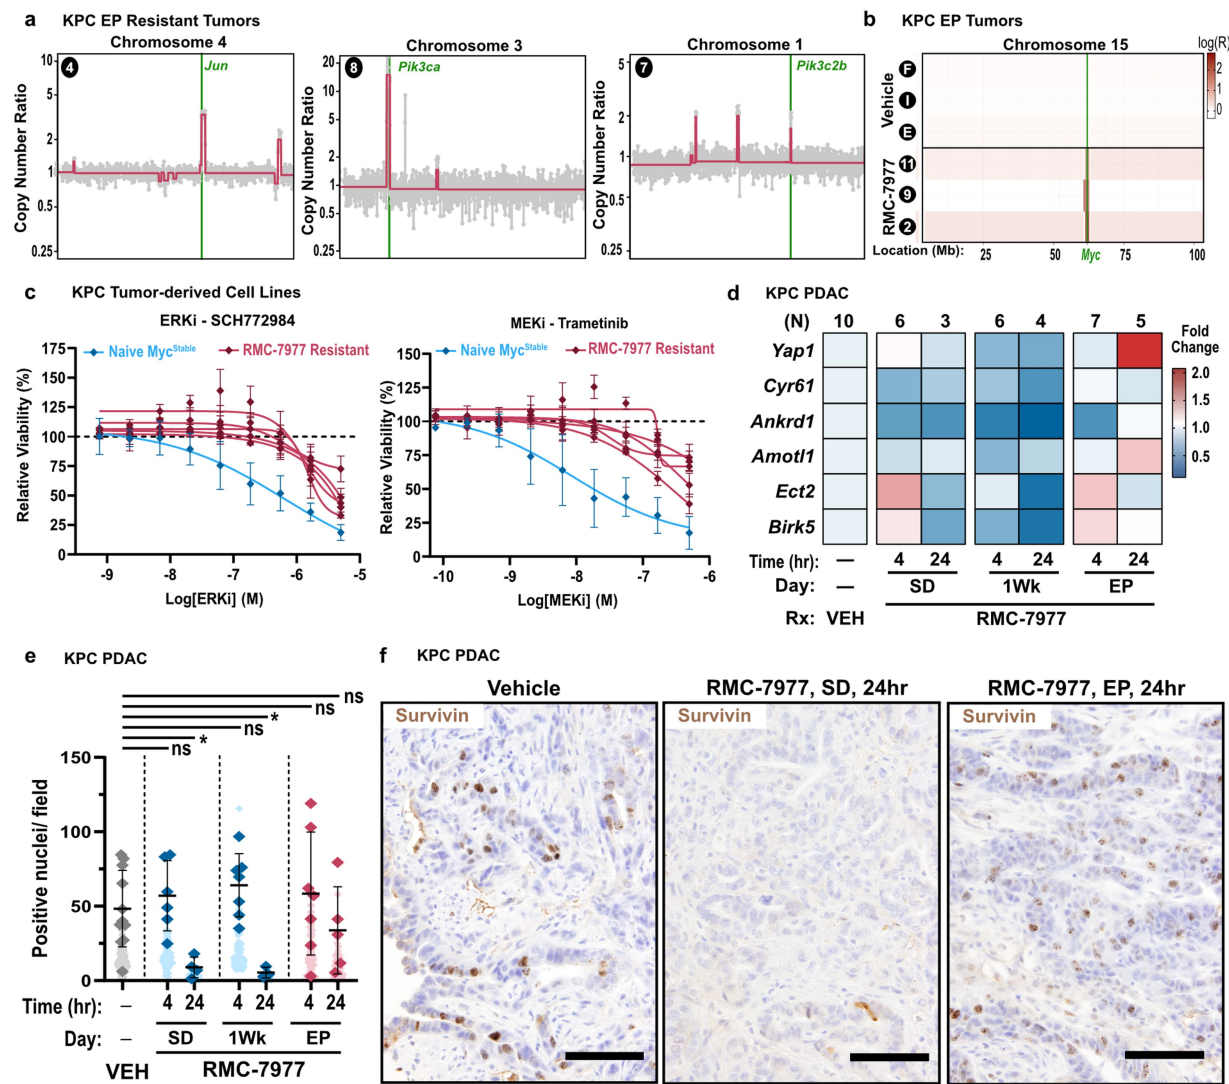 a KPC EP Resistant Tumors
Chromosome 4
Chromosome 3
Chromosome 1
4 Jun
8 Pik3ca
7 Pik3c2b
Copy Number Ratio
10
5
2
1
0.5
0.25
Copy Number Ratio
20
10
5
2
1
0.5
0.25
Copy Number Ratio
5
2
1
0.5
0.25
b KPC EP Tumors
Chromosome 15
log(R)
2
1
0
Vehicle
F
I
E
RMC-7977
11
9
2
Location (Mb): 25 50 Myc 75 100
c KPC Tumor-derived Cell Lines
ERKi - SCH772984
Naive Myc^Stable RMC-7977 Resistant
Relative Viability (%)
175
150
125
100
75
50
25
0
-9 -8 -7 -6 -5
Log[ERKi] (M)
MEKi - Trametinib
Naive Myc^Stable RMC-7977 Resistant
Relative Viability (%)
150
125
100
75
50
25
0
-10 -9 -8 -7 -6
Log[MEKi] (M)
d KPC PDAC
(N) 10 6 3 6 4 7 5
Yap1
Cyr61
Ankrd1
Amotl1
Ect2
Birk5
Fold
Change
2.0
1.5
1.0
0.5
Time (hr): — 4 24 4 24 4 24
Day: — SD 1Wk EP
Rx: VEH RMC-7977
e KPC PDAC
ns
ns
*
ns
*
ns
Positive nuclei/ field
150
100
50
0
Time (hr): – 4 24 4 24 4 24
Day: – SD 1Wk EP
VEH RMC-7977
f KPC PDAC
Vehicle
RMC-7977, SD, 24hr
RMC-7977, EP, 24hr
Survivin
Survivin
Survivin